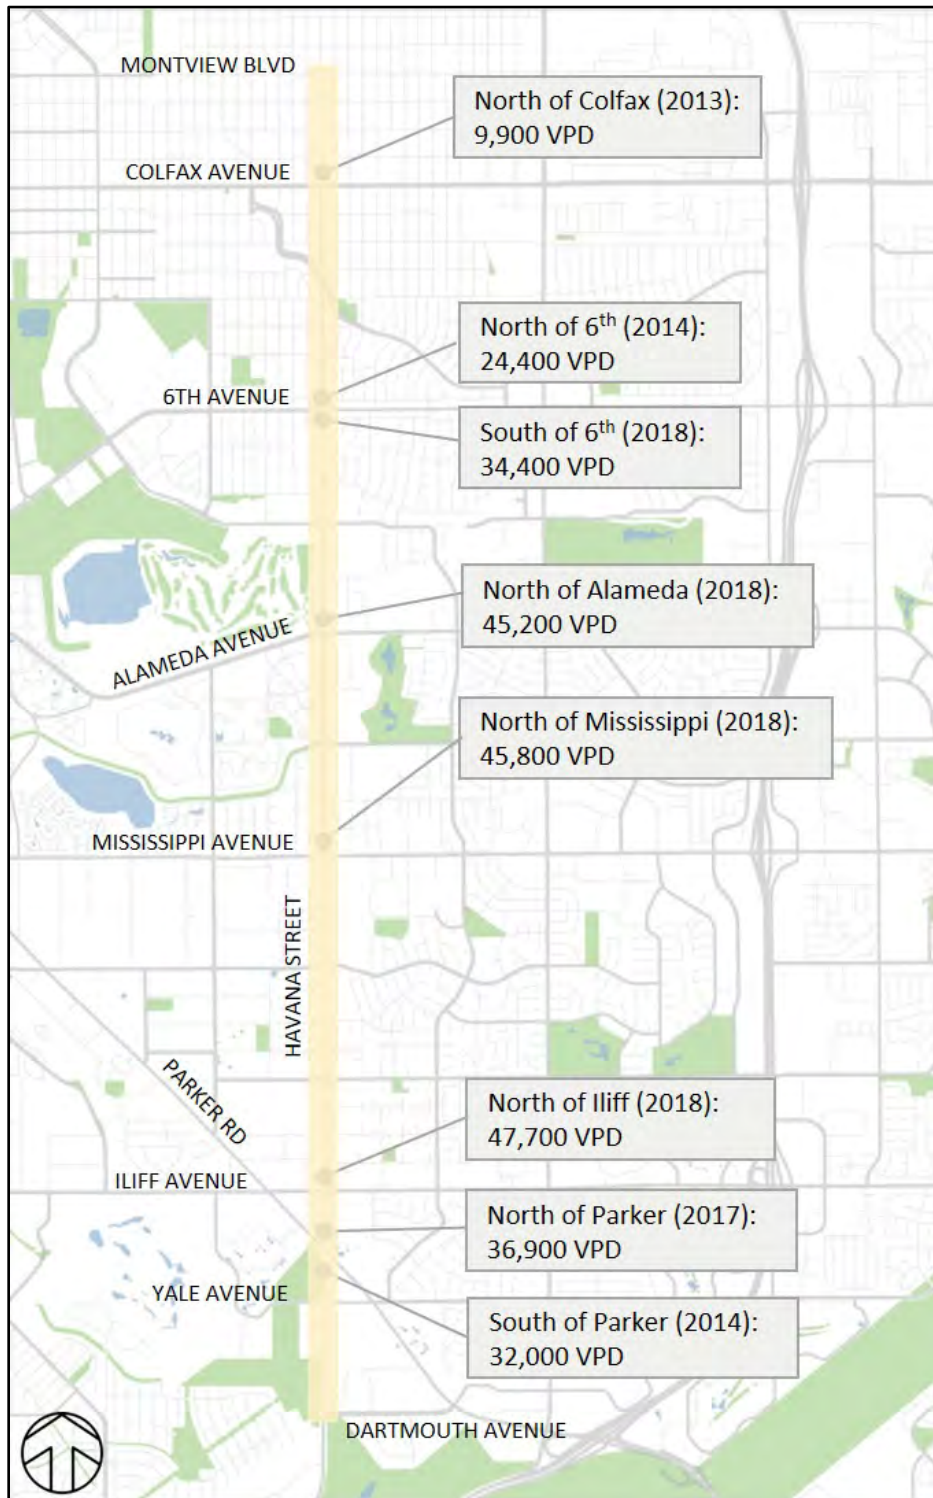 MONTVIEW BLVD
North of Colfax (2013):
9,900 VPD
COLFAX AVENUE
North of 6th (2014):
24,400 VPD
6TH AVENUE
South of 6th (2018):
34,400 VPD
North of Alameda (2018):
45,200 VPD
ALAMEDA AVENUE
North of Mississippi (2018):
45,800 VPD
MISSISSIPPI AVENUE
HAVANA STREET
PARKER RD
North of Iliff (2018):
47,700 VPD
ILIFF AVENUE
North of Parker (2017):
36,900 VPD
YALE AVENUE
South of Parker (2014):
32,000 VPD
DARTMOUTH AVENUE